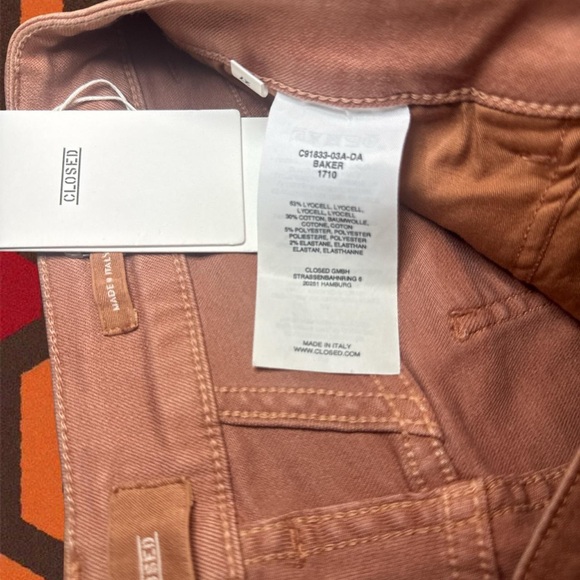 CLOSED
C91833-03A-DA
BAKER
1710
63% LYOCELL, LYOCELL,
LYOCELL, LYOCELL
30% COTTON, BAUMWOLLE,
COTONE, COTON
5% POLYESTER, POLYESTER,
POLIESTERE, POLYESTER
2% ELASTANE, ELASTHAN
ELASTAN, ELASTHANNE
CLOSED GMBH
STRASSENBAHNRING 6
20251 HAMBURG
MADE IN ITALY
WWW.CLOSED.COM
MADE IN ITALY
CLOSED